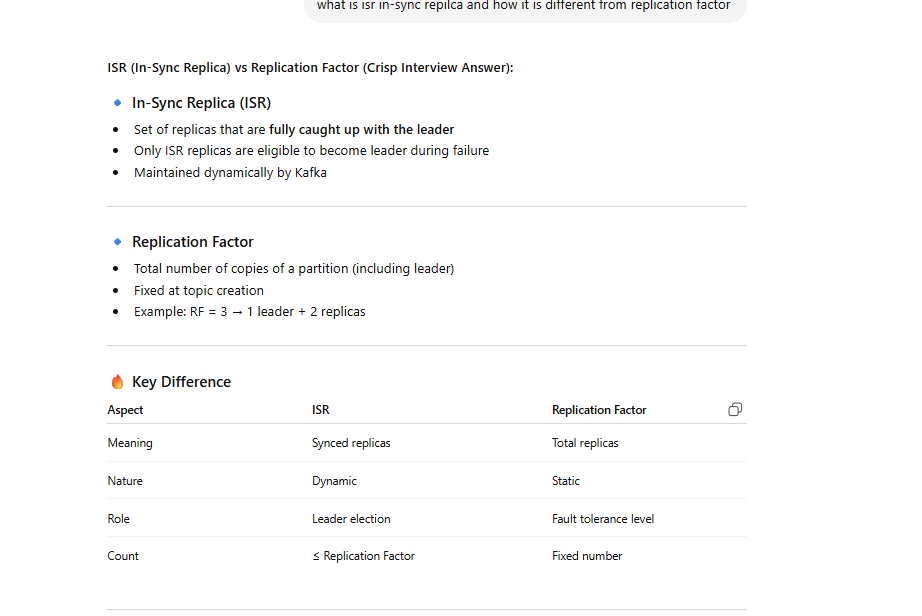 what is isr in-sync repilca and how it is different from replication factor
ISR (In-Sync Replica) vs Replication Factor (Crisp Interview Answer):
In-Sync Replica (ISR)
Set of replicas that are fully caught up with the leader
Only ISR replicas are eligible to become leader during failure
Maintained dynamically by Kafka
Replication Factor
Total number of copies of a partition (including leader)
Fixed at topic creation
Example: RF = 3 → 1 leader + 2 replicas
Key Difference
Aspect ISR Replication Factor
Meaning Synced replicas Total replicas
Nature Dynamic Static
Role Leader election Fault tolerance level
Count ≤ Replication Factor Fixed number